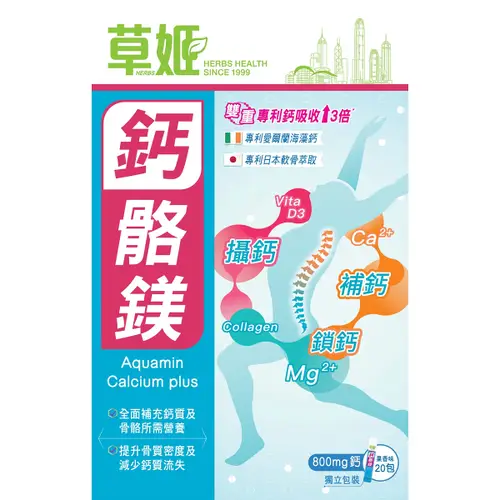 草姬
HERBS
HERBS HEALTH
SINCE 1999
鈣
骼
鎂
Aquamin
Calcium plus
全面補充鈣質及
骨骼所需營養
提升骨質密度及
減少鈣質流失
雙重專利鈣吸收3倍*
專利愛爾蘭海藻鈣
專利日本軟骨萃取
Vita
D3
攝鈣
Ca2+
補鈣
Collagen
鎖鈣
Mg2+
800mg 鈣
獨立包裝
果香味
20包